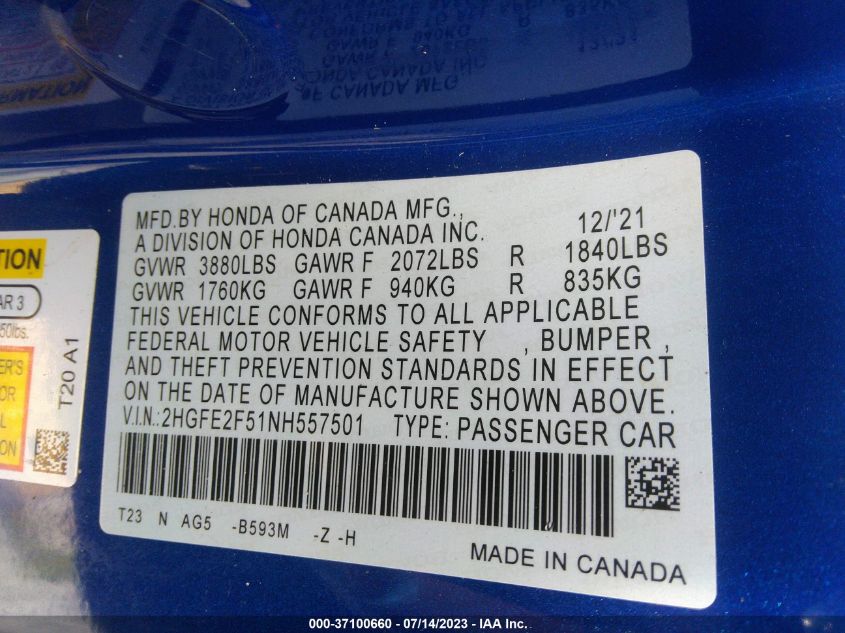 MFD.BY HONDA OF CANADA MFG., 12/'21
A DIVISION OF HONDA CANADA INC.
GVWR 3880LBS GAWR F 2072LBS R 1840LBS
GVWR 1760KG GAWR F 940KG R 835KG
THIS VEHICLE CONFORMS TO ALL APPLICABLE
FEDERAL MOTOR VEHICLE SAFETY , BUMPER ,
AND THEFT PREVENTION STANDARDS IN EFFECT
ON THE DATE OF MANUFACTURE SHOWN ABOVE.
V.I.N.:2HGFE2F51NH557501 TYPE: PASSENGER CAR
T23 N AG5 -B593M -Z -H
MADE IN CANADA
T20 A1
000-37100660 - 07/14/2023 - IAA Inc.